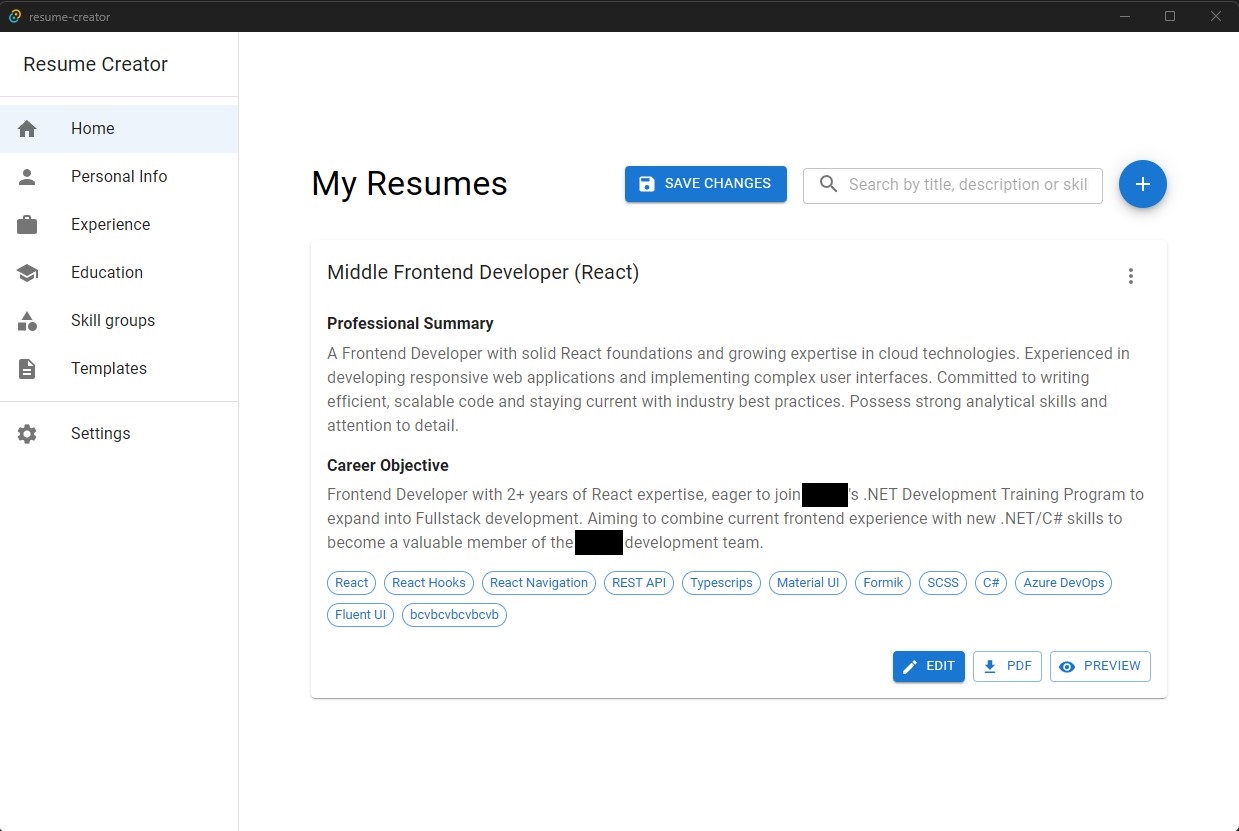 resume-creator
Resume Creator
Home
Personal Info
Experience
Education
Skill groups
Templates
Settings
My Resumes
SAVE CHANGES
Search by title, description or skil
Middle Frontend Developer (React)
Professional Summary
A Frontend Developer with solid React foundations and growing expertise in cloud technologies. Experienced in
developing responsive web applications and implementing complex user interfaces. Committed to writing
efficient, scalable code and staying current with industry best practices. Possess strong analytical skills and
attention to detail.
Career Objective
Frontend Developer with 2+ years of React expertise, eager to join 's .NET Development Training Program to
expand into Fullstack development. Aiming to combine current frontend experience with new .NET/C# skills to
become a valuable member of the development team.
React React Hooks React Navigation REST API Typescrips Material UI Formik SCSS C# Azure DevOps
Fluent UI bcvbcvbcvbcvb
EDIT PDF PREVIEW